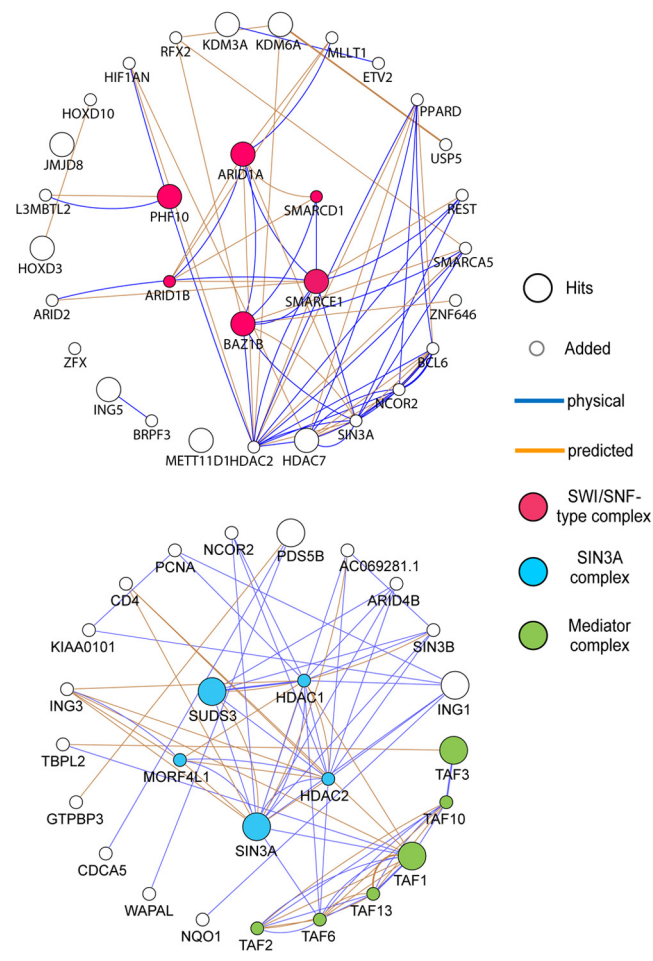 KDM3A
KDM6A
RFX2
MLLT1
ETV2
HIF1AN
HOXD10
PPARD
JMJD8
USP5
ARID1A
L3MBTL2
PHF10
SMARCD1
REST
HOXD3
SMARCA5
ARID1B
SMARCE1
ARID2
ZNF646
BAZ1B
ZFX
BCL6
ING5
NCOR2
BRPF3
SIN3A
METT11D1
HDAC2
HDAC7
Hits
Added
physical
predicted
SWI/SNF-
type complex
SIN3A
complex
Mediator
complex
NCOR2
PDS5B
PCNA
AC069281.1
CD4
ARID4B
KIAA0101
SIN3B
ING3
SUDS3
HDAC1
ING1
TBPL2
MORF4L1
TAF3
HDAC2
GTPBP3
TAF10
SIN3A
CDCA5
TAF1
WAPAL
TAF13
NQO1
TAF2
TAF6